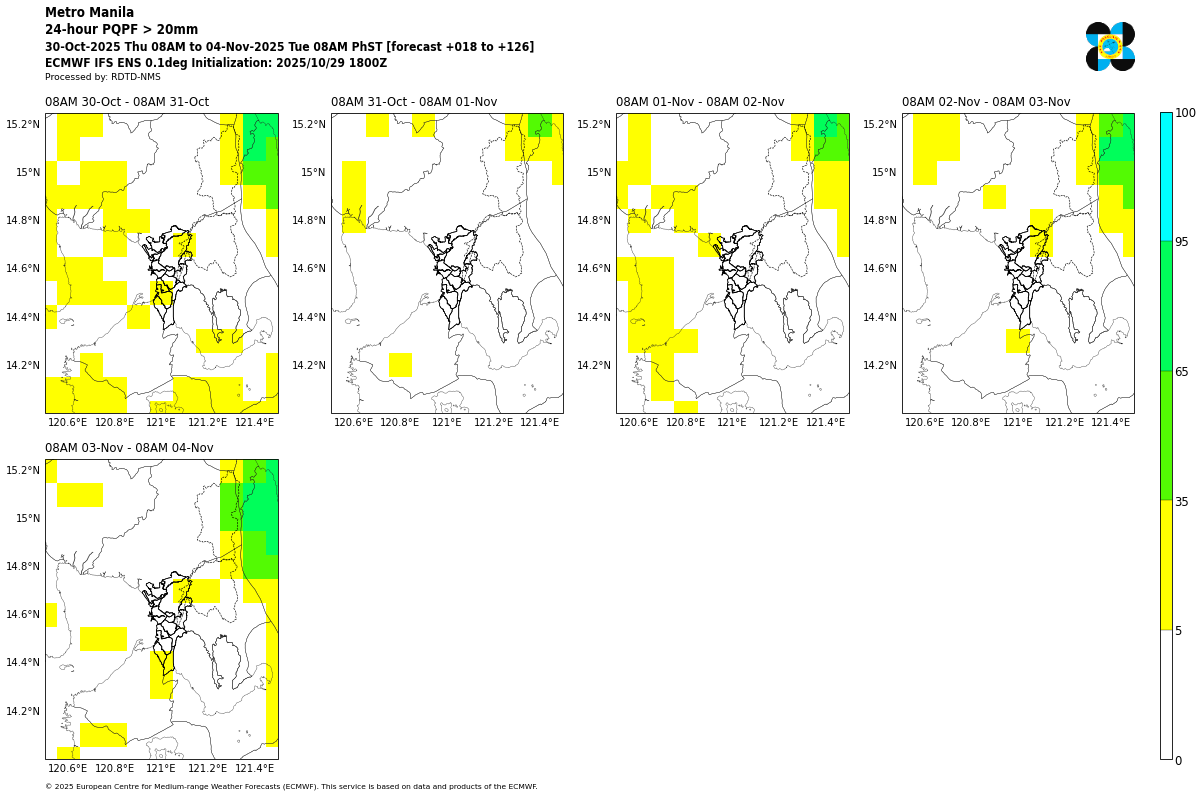 Metro Manila
24-hour PQPF > 20mm
30-Oct-2025 Thu 08AM to 04-Nov-2025 Tue 08AM PhST [forecast +018 to +126]
ECMWF IFS ENS 0.1deg Initialization: 2025/10/29 1800Z
Processed by: RDTD-NMS
08AM 30-Oct - 08AM 31-Oct
15.2°N
15°N
14.8°N
14.6°N
14.4°N
14.2°N
120.6°E 120.8°E 121°E 121.2°E 121.4°E
08AM 31-Oct - 08AM 01-Nov
15.2°N
15°N
14.8°N
14.6°N
14.4°N
14.2°N
120.6°E 120.8°E 121°E 121.2°E 121.4°E
08AM 01-Nov - 08AM 02-Nov
15.2°N
15°N
14.8°N
14.6°N
14.4°N
14.2°N
120.6°E 120.8°E 121°E 121.2°E 121.4°E
08AM 02-Nov - 08AM 03-Nov
15.2°N
15°N
14.8°N
14.6°N
14.4°N
14.2°N
120.6°E 120.8°E 121°E 121.2°E 121.4°E
08AM 03-Nov - 08AM 04-Nov
15.2°N
15°N
14.8°N
14.6°N
14.4°N
14.2°N
120.6°E 120.8°E 121°E 121.2°E 121.4°E
100
95
65
35
5
0
© 2025 European Centre for Medium-range Weather Forecasts (ECMWF). This service is based on data and products of the ECMWF.